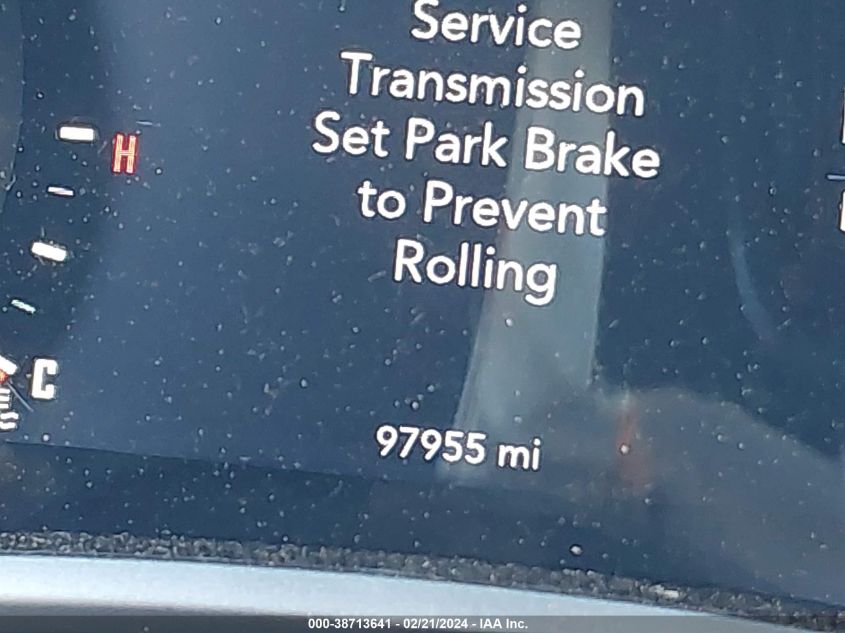 Service
Transmission
Set Park Brake
to Prevent
Rolling
H
C
97955 mi
000-38713641 - 02/21/2024 - IAA Inc.